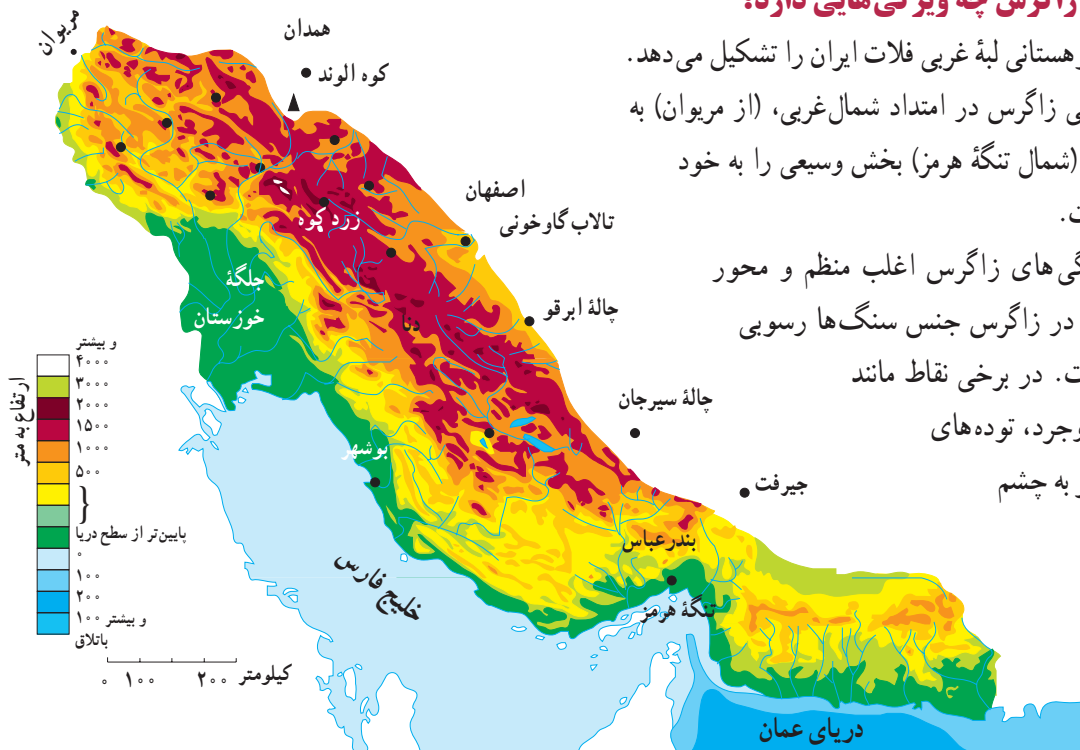 زاگرس چه ویژگی‌هایی دارد؟
لبهٔ غربی فلات ایران را تشکیل می‌دهد.
زاگرس در امتداد شمال‌غربی، (از مریوان) به
(شمال تنگهٔ هرمز) بخش وسیعی را به خود
های زاگرس اغلب منظم و محور
در زاگرس جنس سنگ‌ها رسوبی
در برخی نقاط مانند
توده‌های
به چشم
مریوان
همدان
کوه الوند
اصفهان
تالاب گاوخونی
زرد کوه
جلگهٔ
خوزستان
دنا
چالهٔ ابرقو
چالهٔ سیرجان
بوشهر
جیرفت
بندرعباس
تنگهٔ هرمز
خلیج فارس
دریای عمان
ارتفاع به متر
و بیشتر
۴۰۰۰
۳۰۰۰
۲۰۰۰
۱۵۰۰
۱۰۰۰
۵۰۰
}
پایین‌تر از سطح دریا
۰
۱۰۰
۲۰۰
۱۰۰ و بیشتر
باتلاق
۰ ۱۰۰ ۲۰۰ کیلومتر